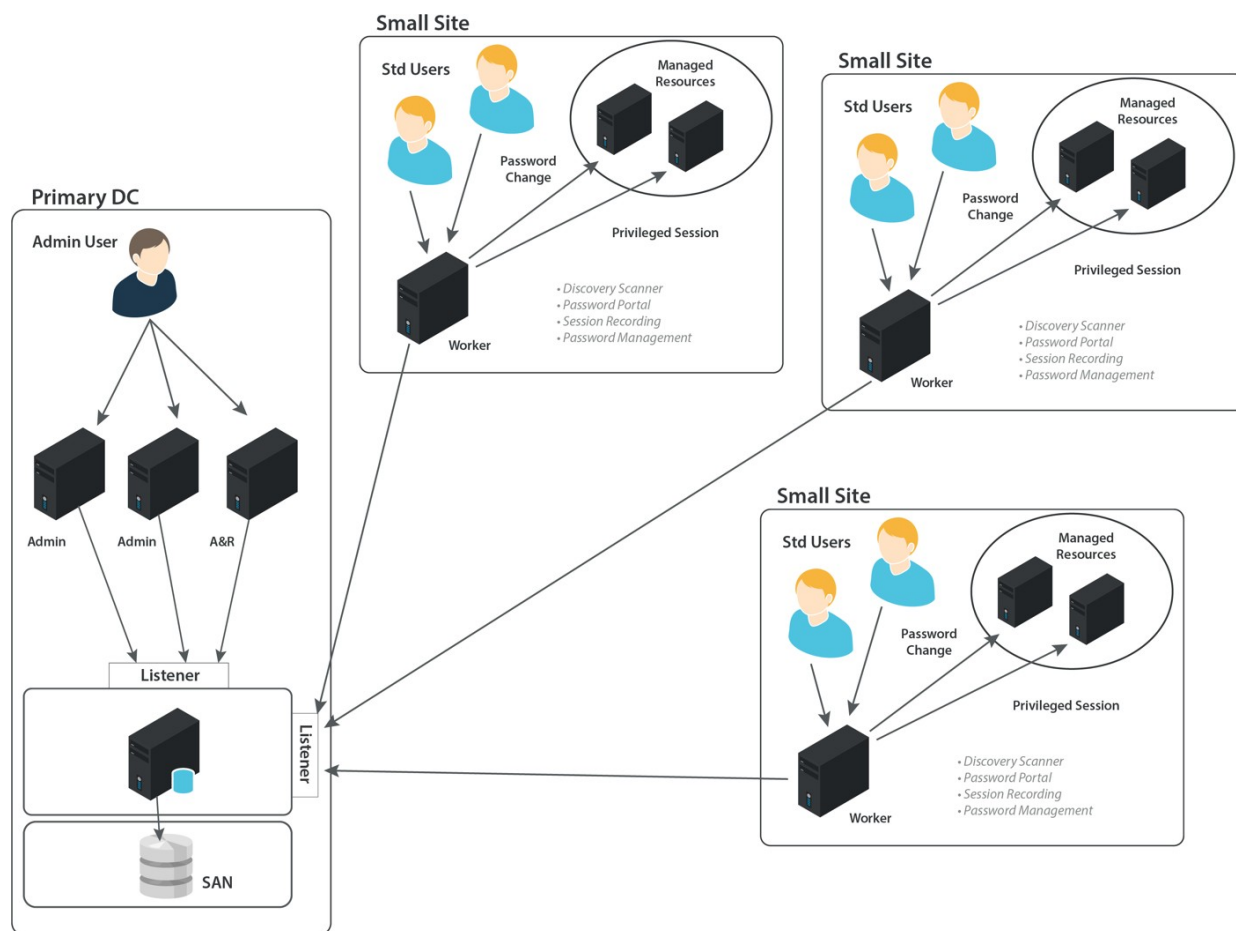 Primary DC
Admin User
Admin
Admin
A&R
Listener
Listener
SAN
Small Site
Std Users
Managed
Resources
Password
Change
Privileged Session
• Discovery Scanner
• Password Portal
• Session Recording
• Password Management
Worker
Small Site
Std Users
Managed
Resources
Password
Change
Privileged Session
• Discovery Scanner
• Password Portal
• Session Recording
• Password Management
Worker
Small Site
Std Users
Managed
Resources
Password
Change
Privileged Session
• Discovery Scanner
• Password Portal
• Session Recording
• Password Management
Worker